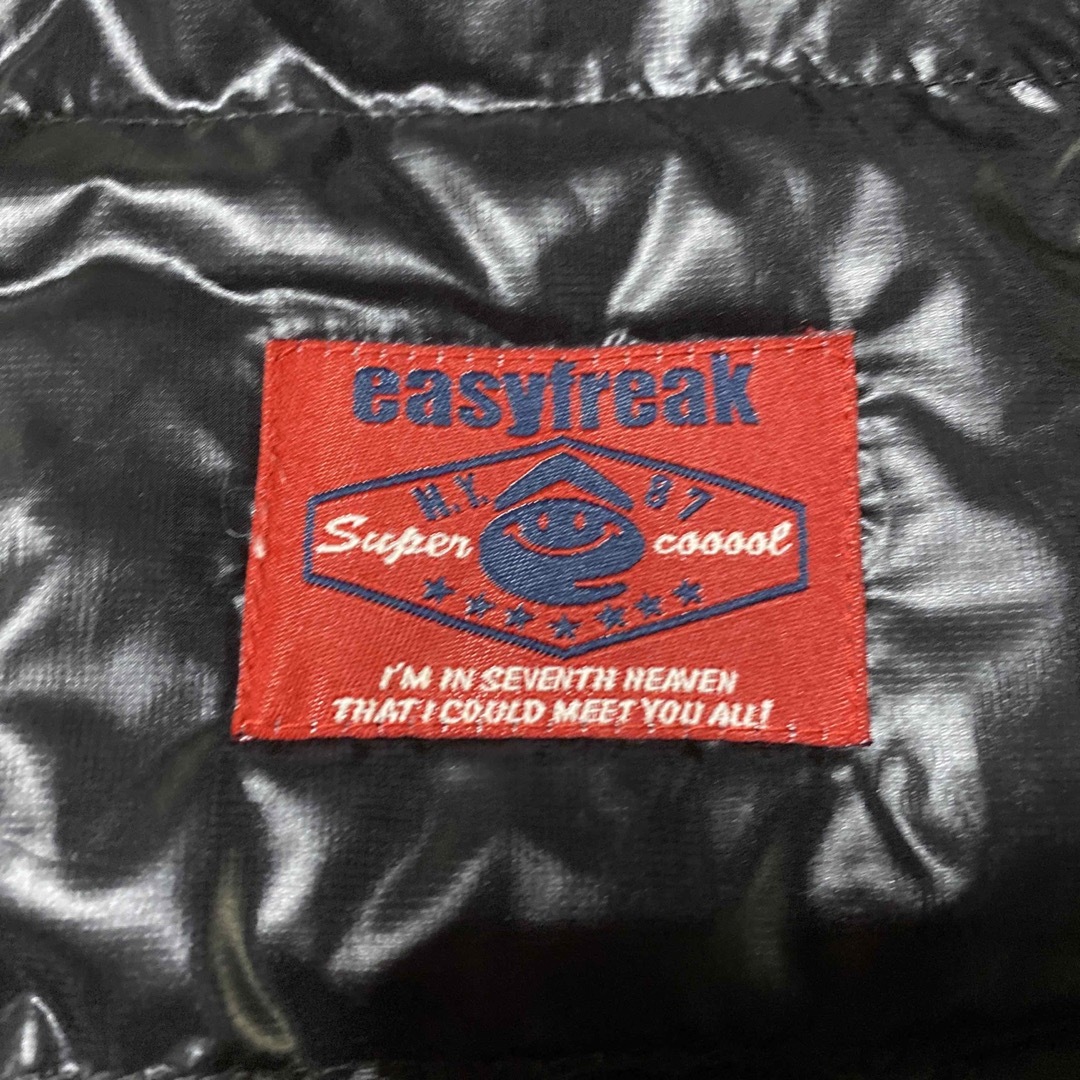 easyfreak
N.Y. 87
Super cooool
I'M IN SEVENTH HEAVEN
THAT I COULD MEET YOU ALL!